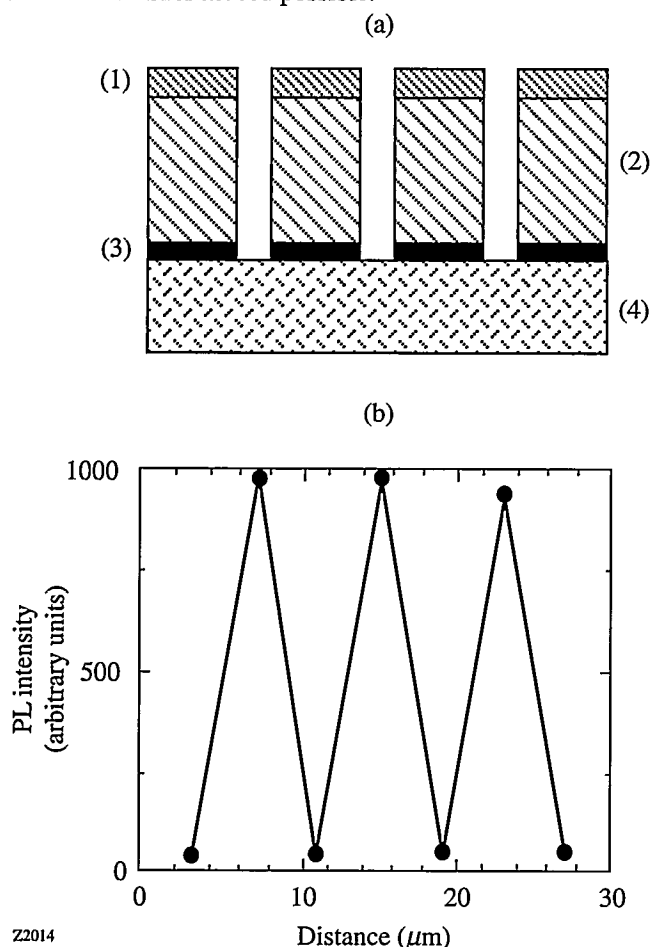 (a)
(1)
(2)
(3)
(4)
(b)
1000
500
0
PL intensity
(arbitrary units)
0 10 20 30
Distance (μm)
Z2014